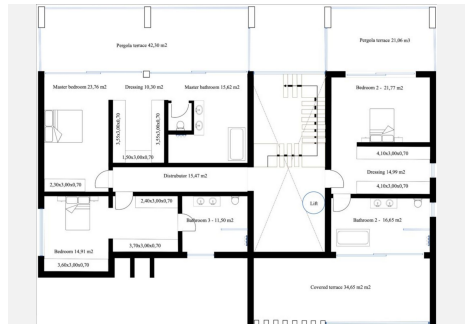 Pergola terrace 42,30 m2
Pergola terrace 21,06 m3
Master bedroom 23,76 m2
Dressing 10,30 m2
Master bathroom 15,62 m2
Bedroom 2 - 21,77 m2
3,55x3,00x0,70
3,55x3,00x0,70
1,50x3,00x0,70
4,10x3,00x0,70
Distributor 15,47 m2
Dressing 14,99 m2
2,30x3,00x0,70
4,10x3,00x0,70
2,40x3,00x0,70
Lift
Bathroom 3 - 11,50 m2
Bathroom 2 - 16,65 m2
3,70x3,00x0,70
Bedroom 14,91 m2
3,60x3,00x0,70
Covered terrace 34,65 m2 m2